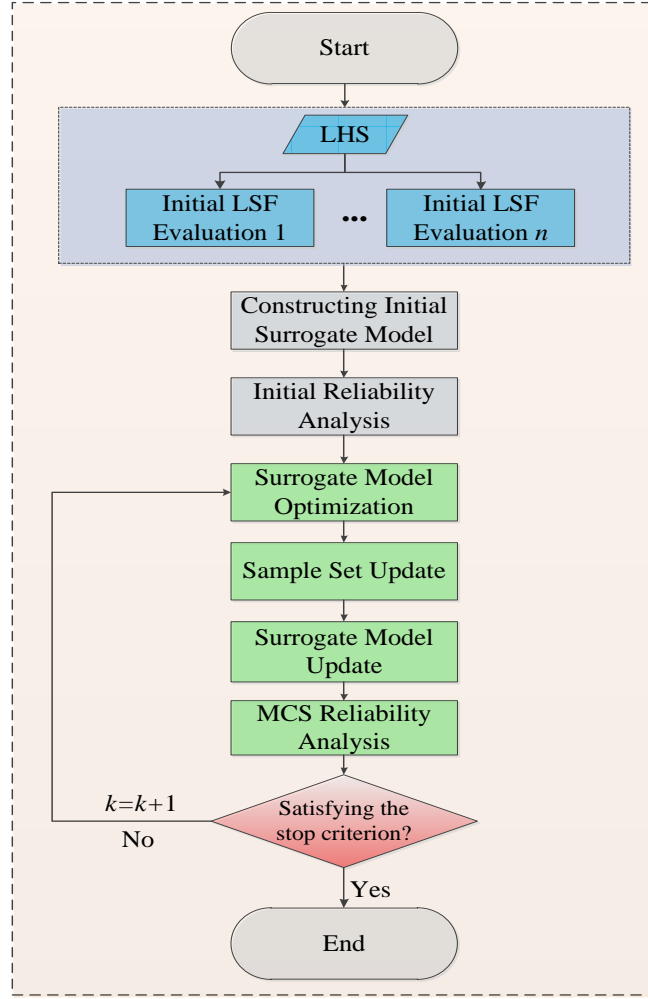 Start
LHS
Initial LSF
Evaluation 1
...
Initial LSF
Evaluation n
Constructing Initial
Surrogate Model
Initial Reliability
Analysis
Surrogate Model
Optimization
Sample Set Update
Surrogate Model
Update
MCS Reliability
Analysis
Satisfying the
stop criterion?
k=k+1
No
Yes
End